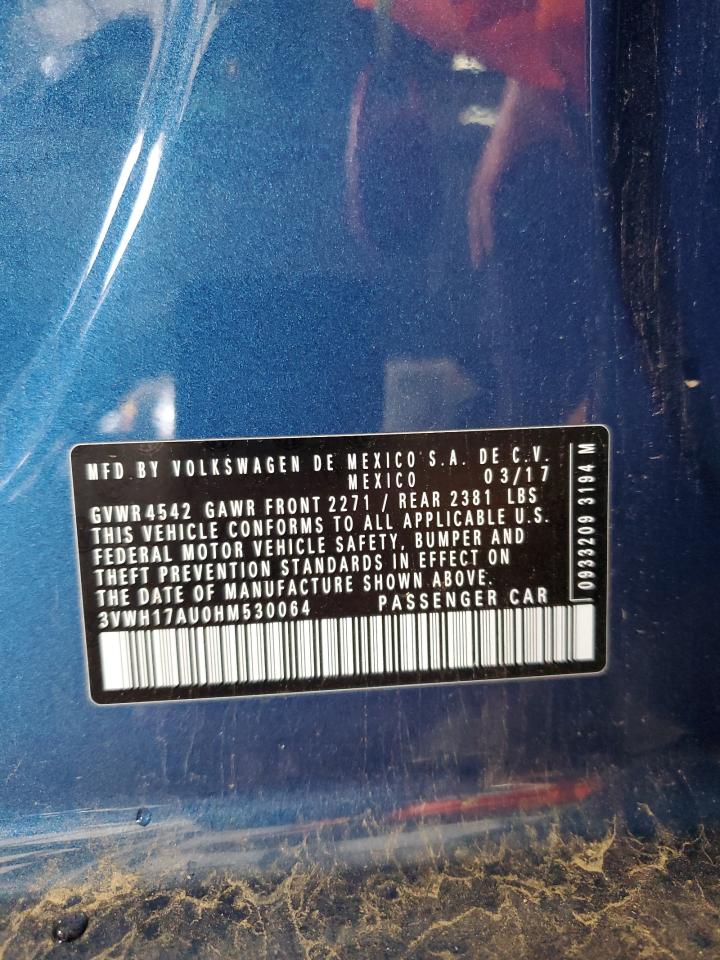 MFD.BY VOLKSWAGEN DE MEXICO S.A. DE C.V.
MEXICO 03/17
GVWR 4542 GAWR FRONT 2271 / REAR 2381 LBS
THIS VEHICLE CONFORMS TO ALL APPLICABLE U.S.
FEDERAL MOTOR VEHICLE SAFETY, BUMPER AND
THEFT PREVENTION STANDARDS IN EFFECT ON
THE DATE OF MANUFACTURE SHOWN ABOVE.
3VWH17AU0HM530064 PASSENGER CAR
0933209 3194 M